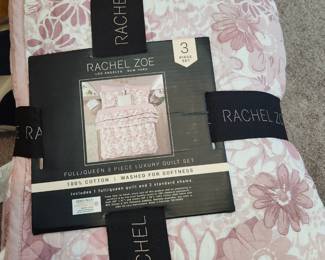 RACHEL
RACHEL ZOE
LOS ANGELES NEW YORK
3
PIECE
SET
RA
RACHEL ZOE
FULL/QUEEN 3 PIECE LUXURY QUILT SET
100% COTTON | WASHED FOR SOFTNESS
Includes 1 full/queen quilt and 2 standard shams
RACHEL